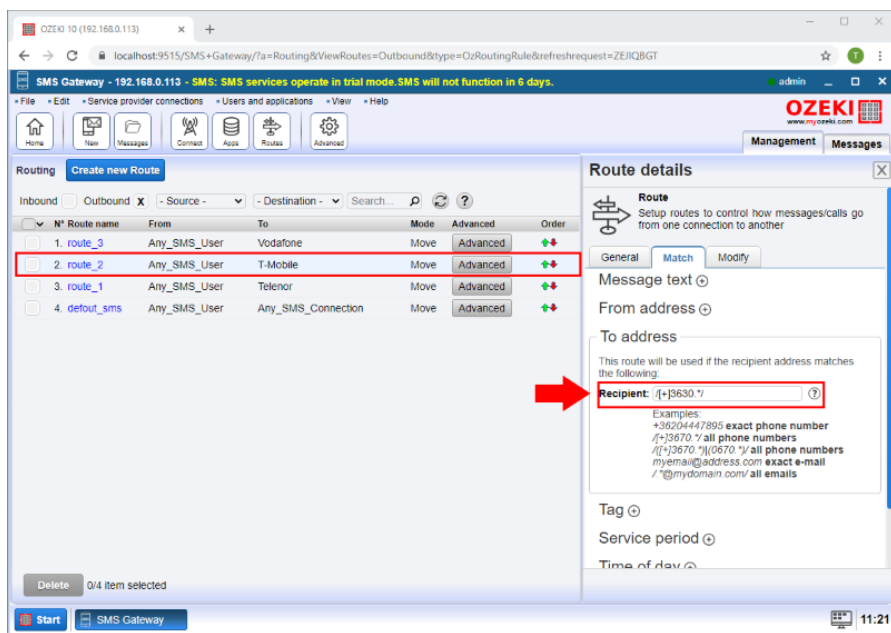 OZEKI 10 (192.168.0.113)
localhost:9515/SMS+Gateway/?a=Routing&ViewRoutes=Outbound&type=OzRoutingRule&refreshrequest=ZEJIQBGT
T
SMS Gateway - 192.168.0.113 - SMS: SMS services operate in trial mode.SMS will not function in 6 days.
admin
File Edit Service provider connections Users and applications View Help
Home New Messages Connect Apps Routes Advanced
OZEKI
www.myozeki.com
Management Messages
Routing Create new Route
Inbound Outbound X - Source - - Destination - Search... ?
N° Route name From To Mode Advanced Order
1. route_3 Any_SMS_User Vodafone Move Advanced
2. route_2 Any_SMS_User T-Mobile Move Advanced
3. route_1 Any_SMS_User Telenor Move Advanced
4. defout_sms Any_SMS_User Any_SMS_Connection Move Advanced
Delete 0/4 item selected
Route details X
Route
Setup routes to control how messages/calls go
from one connection to another
General Match Modify
Message text
From address
To address
This route will be used if the recipient address matches
the following:
Recipient: /[+]3630.*/ ?
Examples:
+36204447895 exact phone number
/[+]3670.*/ all phone numbers
/([+]3670.*)|(0670.*)/ all phone numbers
myemail@address.com exact e-mail
/.*@mydomain.com/ all emails
Tag
Service period
Time of day
Start SMS Gateway 11:21